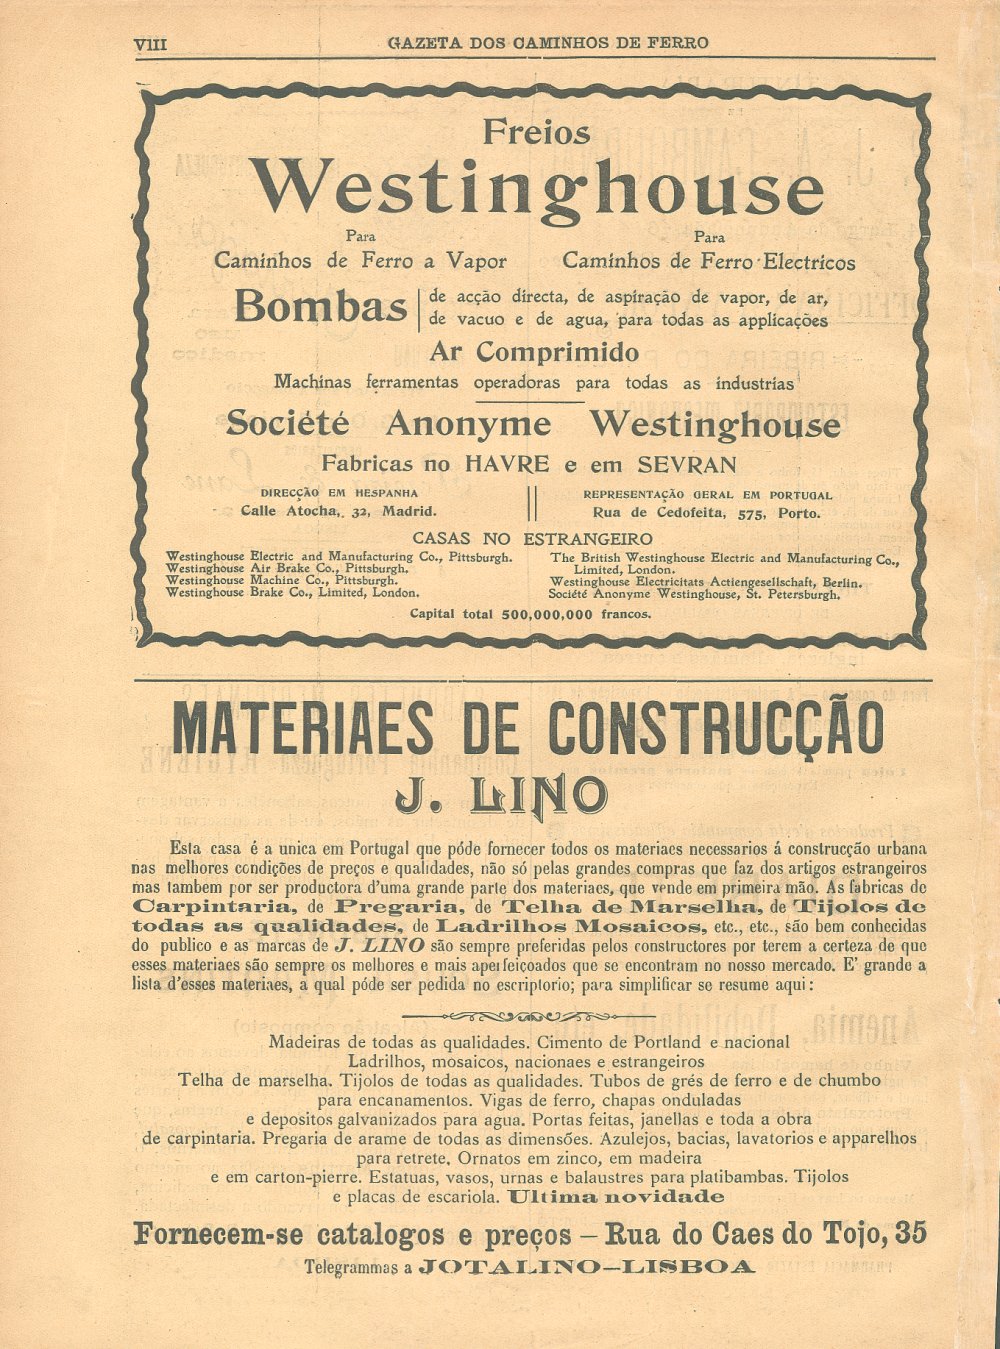 VIII
GAZETA DOS CAMINHOS DE FERRO
Freios
Westinghouse
Para
Caminhos de Ferro a Vapor
Para
Caminhos de Ferro Electricos
Bombas
de acção directa, de aspiração de vapor, de ar,
de vacuo e de agua, para todas as applicações
Ar Comprimido
Machinas ferramentas operadoras para todas as industrias
Société Anonyme Westinghouse
Fabricas no HAVRE e em SEVRAN
DIRECÇÃO EM HESPANHA
Calle Atocha, 32, Madrid.
REPRESENTAÇÃO GERAL EM PORTUGAL
Rua de Cedofeita, 575, Porto.
CASAS NO ESTRANGEIRO
Westinghouse Electric and Manufacturing Co., Pittsburgh.
Westinghouse Air Brake Co., Pittsburgh.
Westinghouse Machine Co., Pittsburgh.
Westinghouse Brake Co., Limited, London.
The British Westinghouse Electric and Manufacturing Co.,
Limited, London.
Westinghouse Electricitats Actiengesellschaft, Berlin.
Société Anonyme Westinghouse, St. Petersburgh.
Capital total 500,000,000 francos.
MATERIAES DE CONSTRUCÇÃO
J. LINO
Esta casa é a unica em Portugal que póde fornecer todos os materiaes necessarios á construcção urbana
nas melhores condições de preços e qualidades, não só pelas grandes compras que faz dos artigos estrangeiros
mas tambem por ser productora d'uma grande parte dos materiaes, que vende em primeira mão. As fabricas de
Carpintaria, de Pregaria, de Telha de Marselha, de Tijolos de
todas as qualidades, de Ladrilhos Mosaicos, etc., etc., são bem conhecidas
do publico e as marcas de J. LINO são sempre preferidas pelos constructores por terem a certeza de que
esses materiaes são sempre os melhores e mais aperfeiçoados que se encontram no nosso mercado. E' grande a
lista d'esses materiaes, a qual póde ser pedida no escriptorio; para simplificar se resume aqui:
Madeiras de todas as qualidades. Cimento de Portland e nacional
Ladrilhos, mosaicos, nacionaes e estrangeiros
Telha de marselha. Tijolos de todas as qualidades. Tubos de grés de ferro e de chumbo
para encanamentos. Vigas de ferro, chapas onduladas
e depositos galvanizados para agua. Portas feitas, janellas e toda a obra
de carpintaria. Pregaria de arame de todas as dimensões. Azulejos, bacias, lavatorios e apparelhos
para retrete. Ornatos em zinco, em madeira
e em carton-pierre. Estatuas, vasos, urnas e balaustres para platibambas. Tijolos
e placas de escariola. Ultima novidade
Fornecem-se catalogos e preços — Rua do Caes do Tojo, 35
Telegrammas a JOTALINO—LISBOA